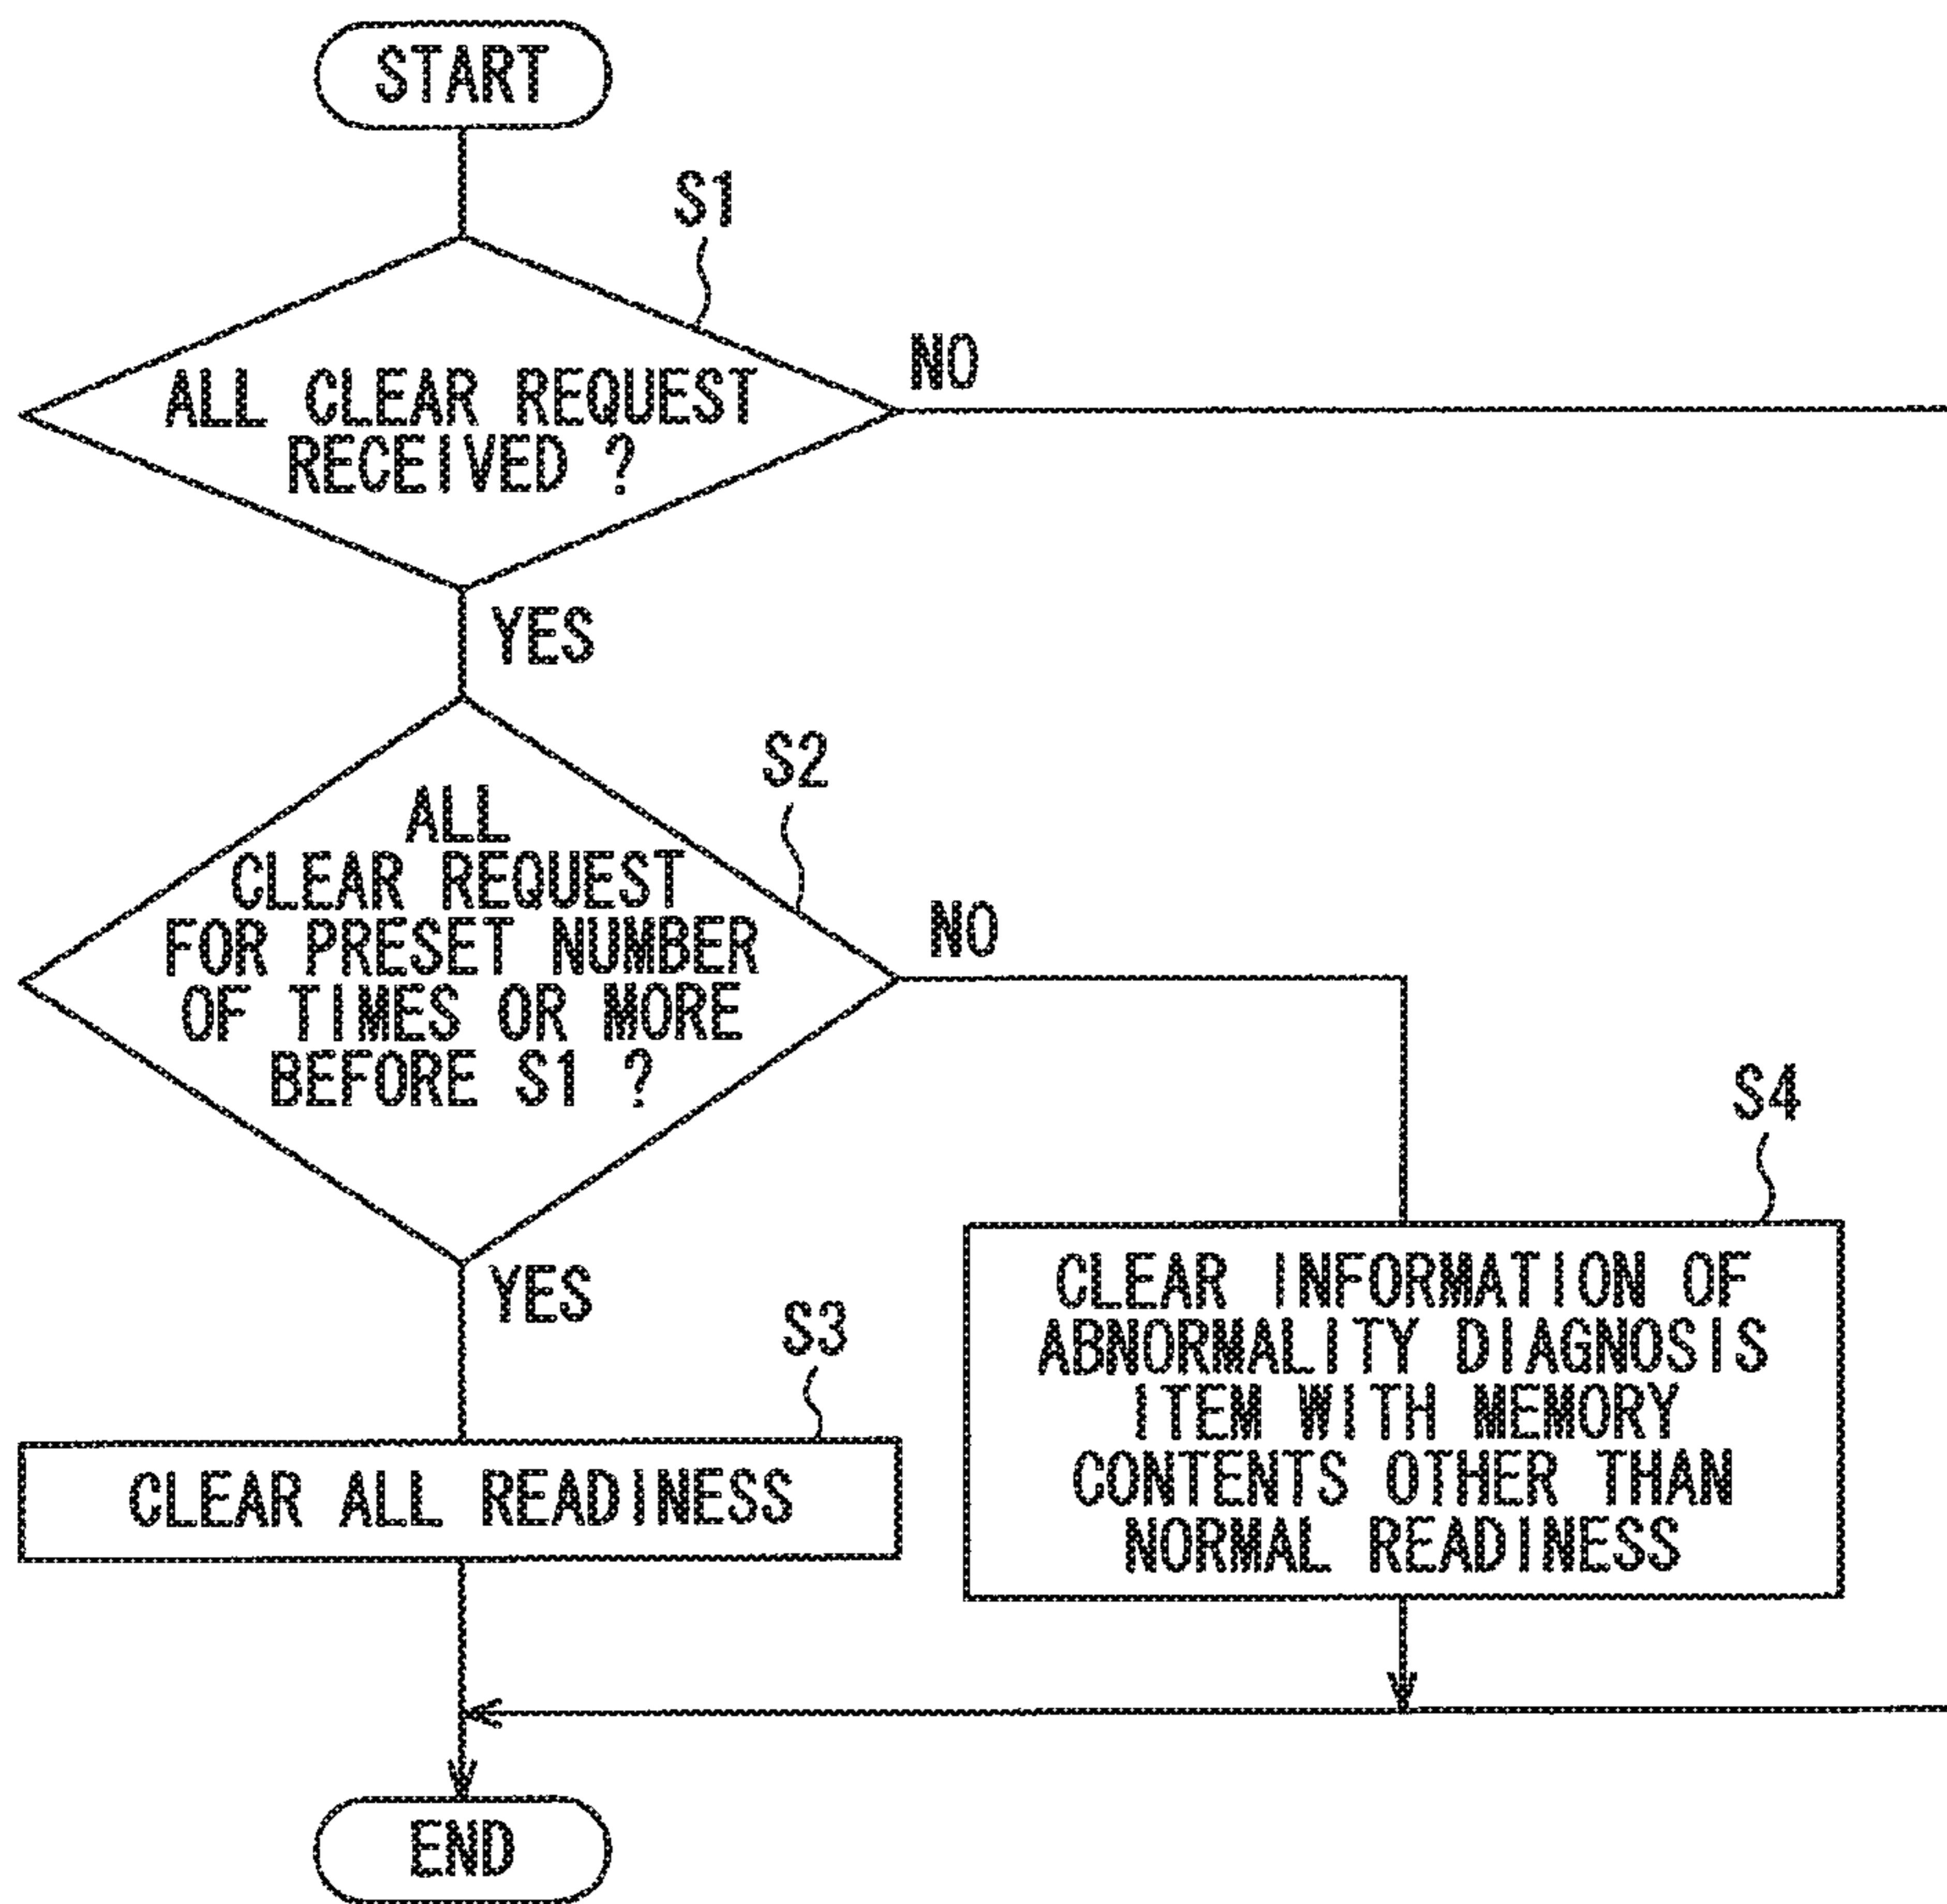 START
S1
ALL CLEAR REQUEST
RECEIVED ?
NO
YES
S2
ALL
CLEAR REQUEST
FOR PRESET NUMBER
OF TIMES OR MORE
BEFORE S1 ?
NO
YES
S4
CLEAR INFORMATION OF
ABNORMALITY DIAGNOSIS
ITEM WITH MEMORY
CONTENTS OTHER THAN
NORMAL READINESS
S3
CLEAR ALL READINESS
END